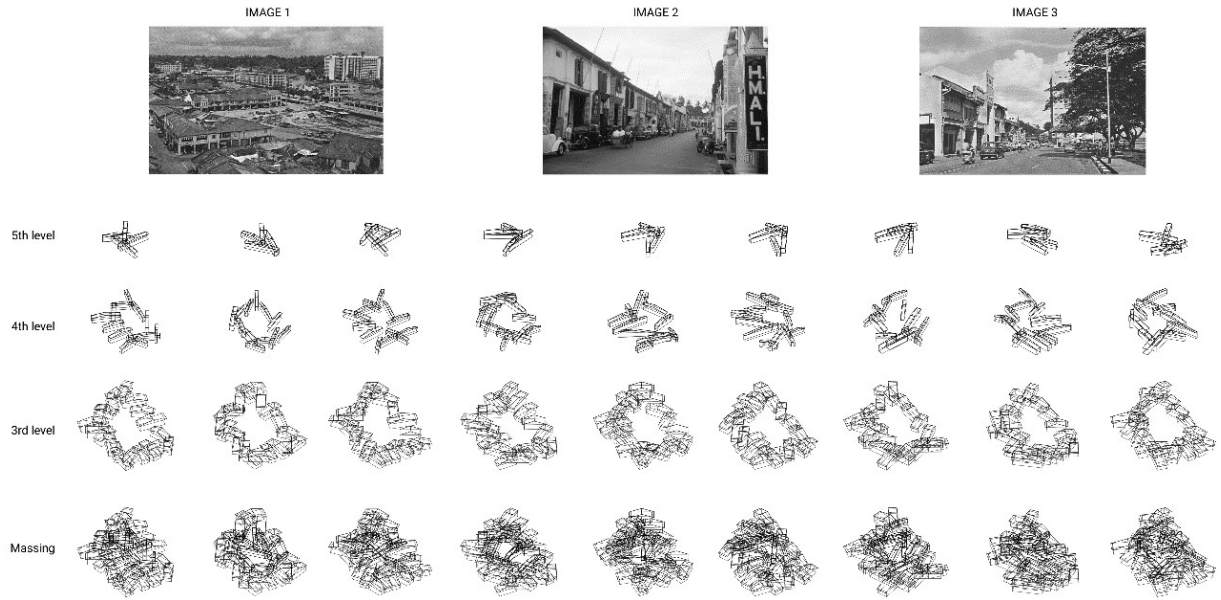 IMAGE 1
IMAGE 2
IMAGE 3
H.M.ALI.
5th level
4th level
3rd level
Massing